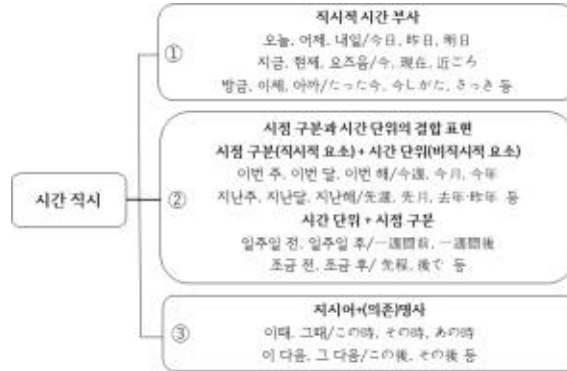 시간 직시
①
직시적 시간 부사
오늘, 어제, 내일/今日, 昨日, 明日
지금, 현재, 요즈음/今, 現在, 近ごろ
방금, 이제, 아까/たった今, 今しがた, さっき 등
②
시점 구분과 시간 단위의 결합 표현
시점 구분(직시적 요소) + 시간 단위(비직시적 요소)
이번 주, 이번 달, 이번 해/今週, 今月, 今年
지난주, 지난달, 지난해/先週, 先月, 去年·昨年 등
시간 단위 + 시점 구분
일주일 전, 일주일 후/一週間前, 一週間後
조금 전, 조금 후/ 先程, 後で 등
③
지시어+(의존)명사
이때, 그때/この時, その時, あの時
이 다음, 그 다음/この後, その後 등